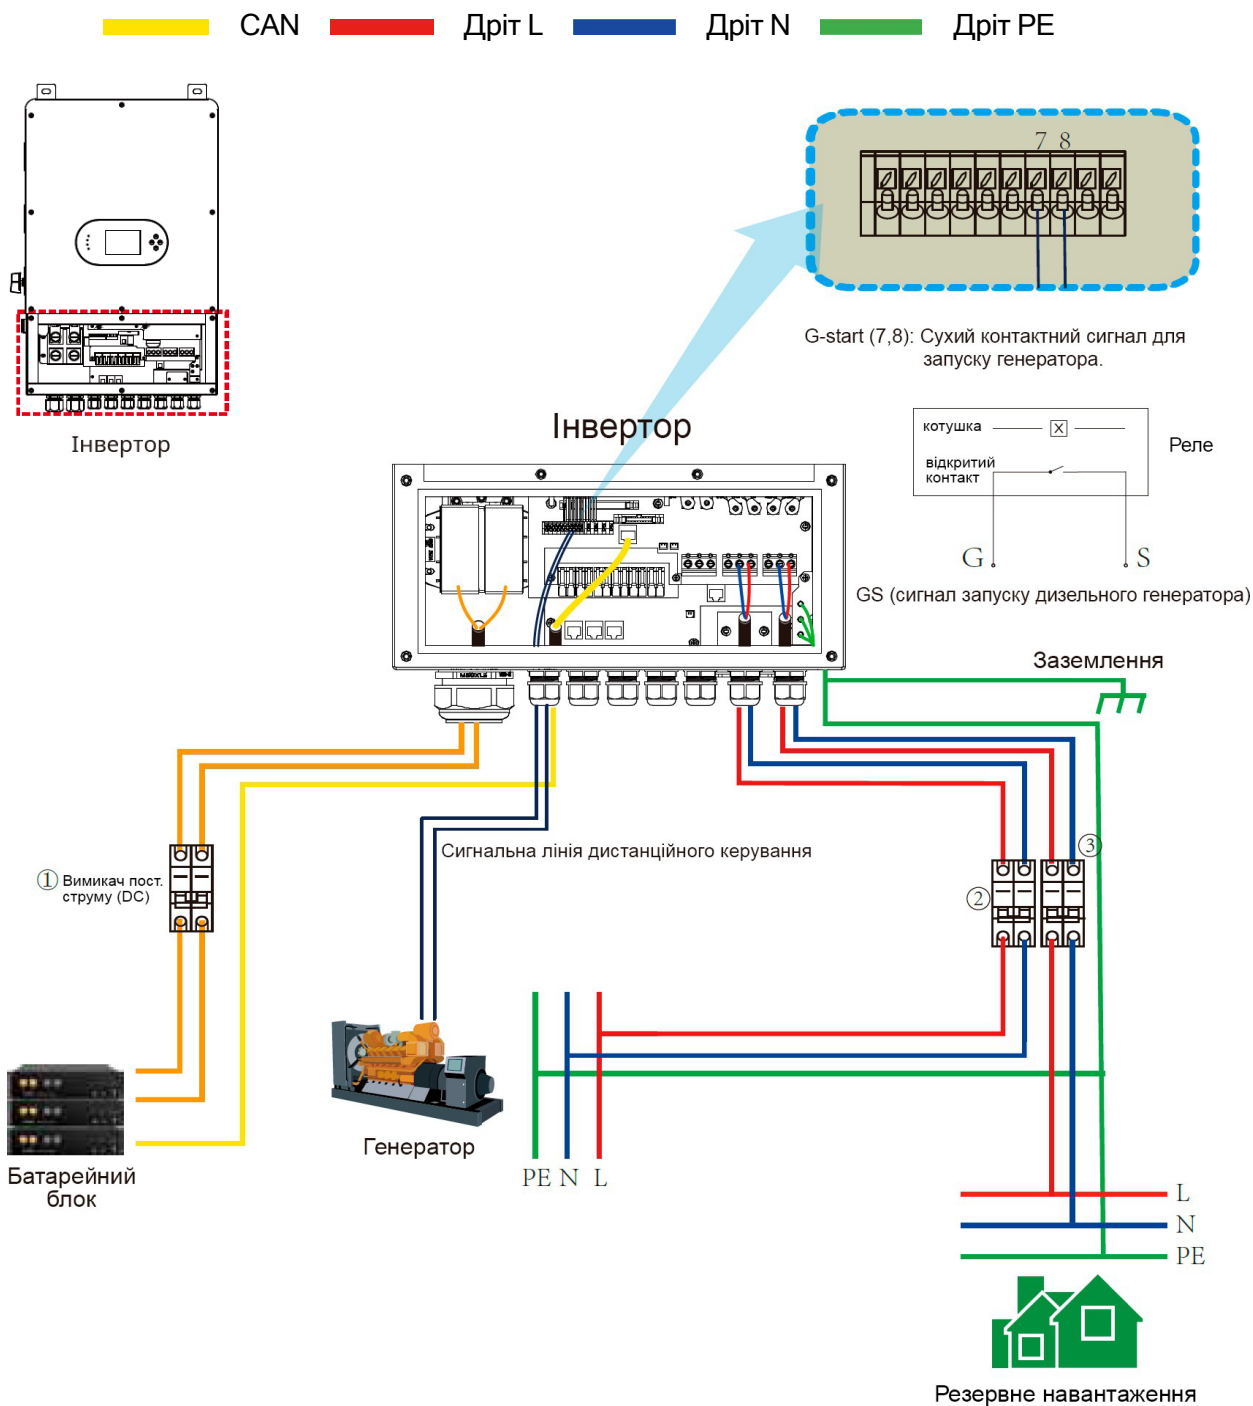 CAN
Дріт L
Дріт N
Дріт PE
7 8
G-start (7,8): Сухий контактний сигнал для
запуску генератора.
Інвертор
Інвертор
котушка
X
Реле
відкритий
контакт
G
S
GS (сигнал запуску дизельного генератора)
Заземлення
Сигнальна лінія дистанційного керування
① Вимикач пост.
струму (DC)
③
②
Генератор
Батарейний
блок
PE N L
L
N
PE
Резервне навантаження